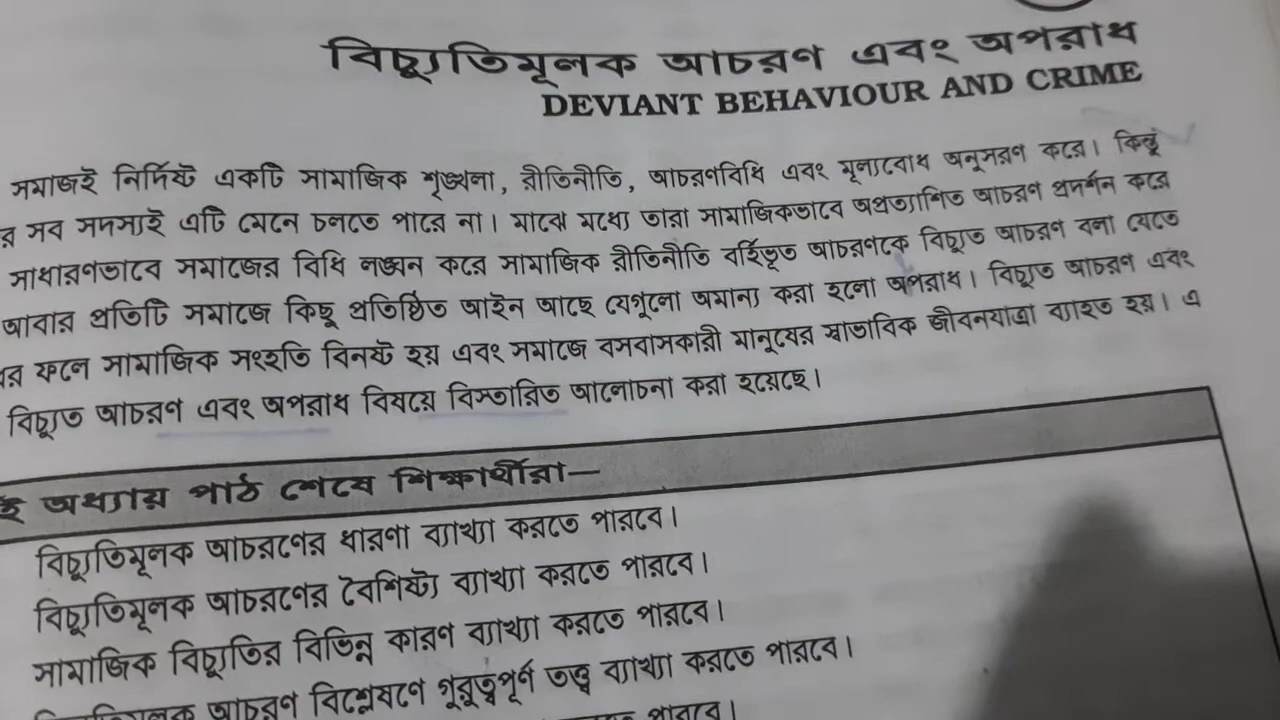 বিচ্যুতিমূলক আচরণ এবং অপরাধ
DEVIANT BEHAVIOUR AND CRIME
সমাজই নির্দিষ্ট একটি সামাজিক শৃঙ্খলা, রীতিনীতি, আচরণবিধি এবং মূল্যবোধ অনুসরণ করে। কিন্তু
র সব সদস্যই এটি মেনে চলতে পারে না। মাঝে মধ্যে তারা সামাজিকভাবে অপ্রত্যাশিত আচরণ প্রদর্শন করে
সাধারণভাবে সমাজের বিধি লঙ্ঘন করে সামাজিক রীতিনীতি বর্হিভূত আচরণকে বিচ্যুত আচরণ বলা যেতে
আবার প্রতিটি সমাজে কিছু প্রতিষ্ঠিত আইন আছে যেগুলো অমান্য করা হলো অপরাধ। বিচ্যুত আচরণ এবং
র ফলে সামাজিক সংহতি বিনষ্ট হয় এবং সমাজে বসবাসকারী মানুষের স্বাভাবিক জীবনযাত্রা ব্যাহত হয়। এ
বিচ্যুত আচরণ এবং অপরাধ বিষয়ে বিস্তারিত আলোচনা করা হয়েছে।
ই অধ্যায় পাঠ শেষে শিক্ষার্থীরা—
বিচ্যুতিমূলক আচরণের ধারণা ব্যাখ্যা করতে পারবে।
বিচ্যুতিমূলক আচরণের বৈশিষ্ট্য ব্যাখ্যা করতে পারবে।
সামাজিক বিচ্যুতির বিভিন্ন কারণ ব্যাখ্যা করতে পারবে।
আচরণ বিশ্লেষণে গুরুত্বপূর্ণ তত্ত্ব ব্যাখ্যা করতে পারবে।
পারবে।